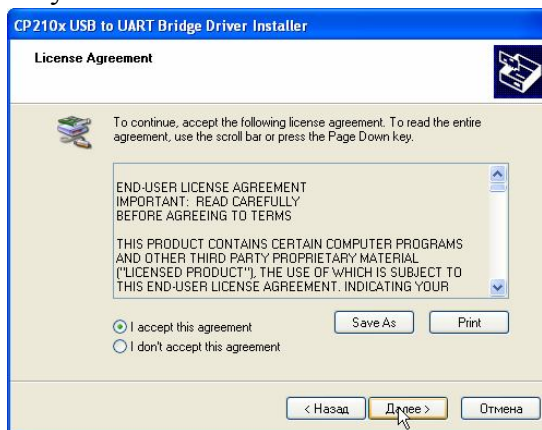 CP210x USB to UART Bridge Driver Installer
License Agreement
To continue, accept the following license agreement. To read the entire
agreement, use the scroll bar or press the Page Down key.
END-USER LICENSE AGREEMENT
IMPORTANT: READ CAREFULLY
BEFORE AGREEING TO TERMS
THIS PRODUCT CONTAINS CERTAIN COMPUTER PROGRAMS
AND OTHER THIRD PARTY PROPRIETARY MATERIAL
("LICENSED PRODUCT"), THE USE OF WHICH IS SUBJECT TO
THIS END-USER LICENSE AGREEMENT. INDICATING YOUR
I accept this agreement
Save As
Print
I don't accept this agreement
< Назад
Далее >
Отмена